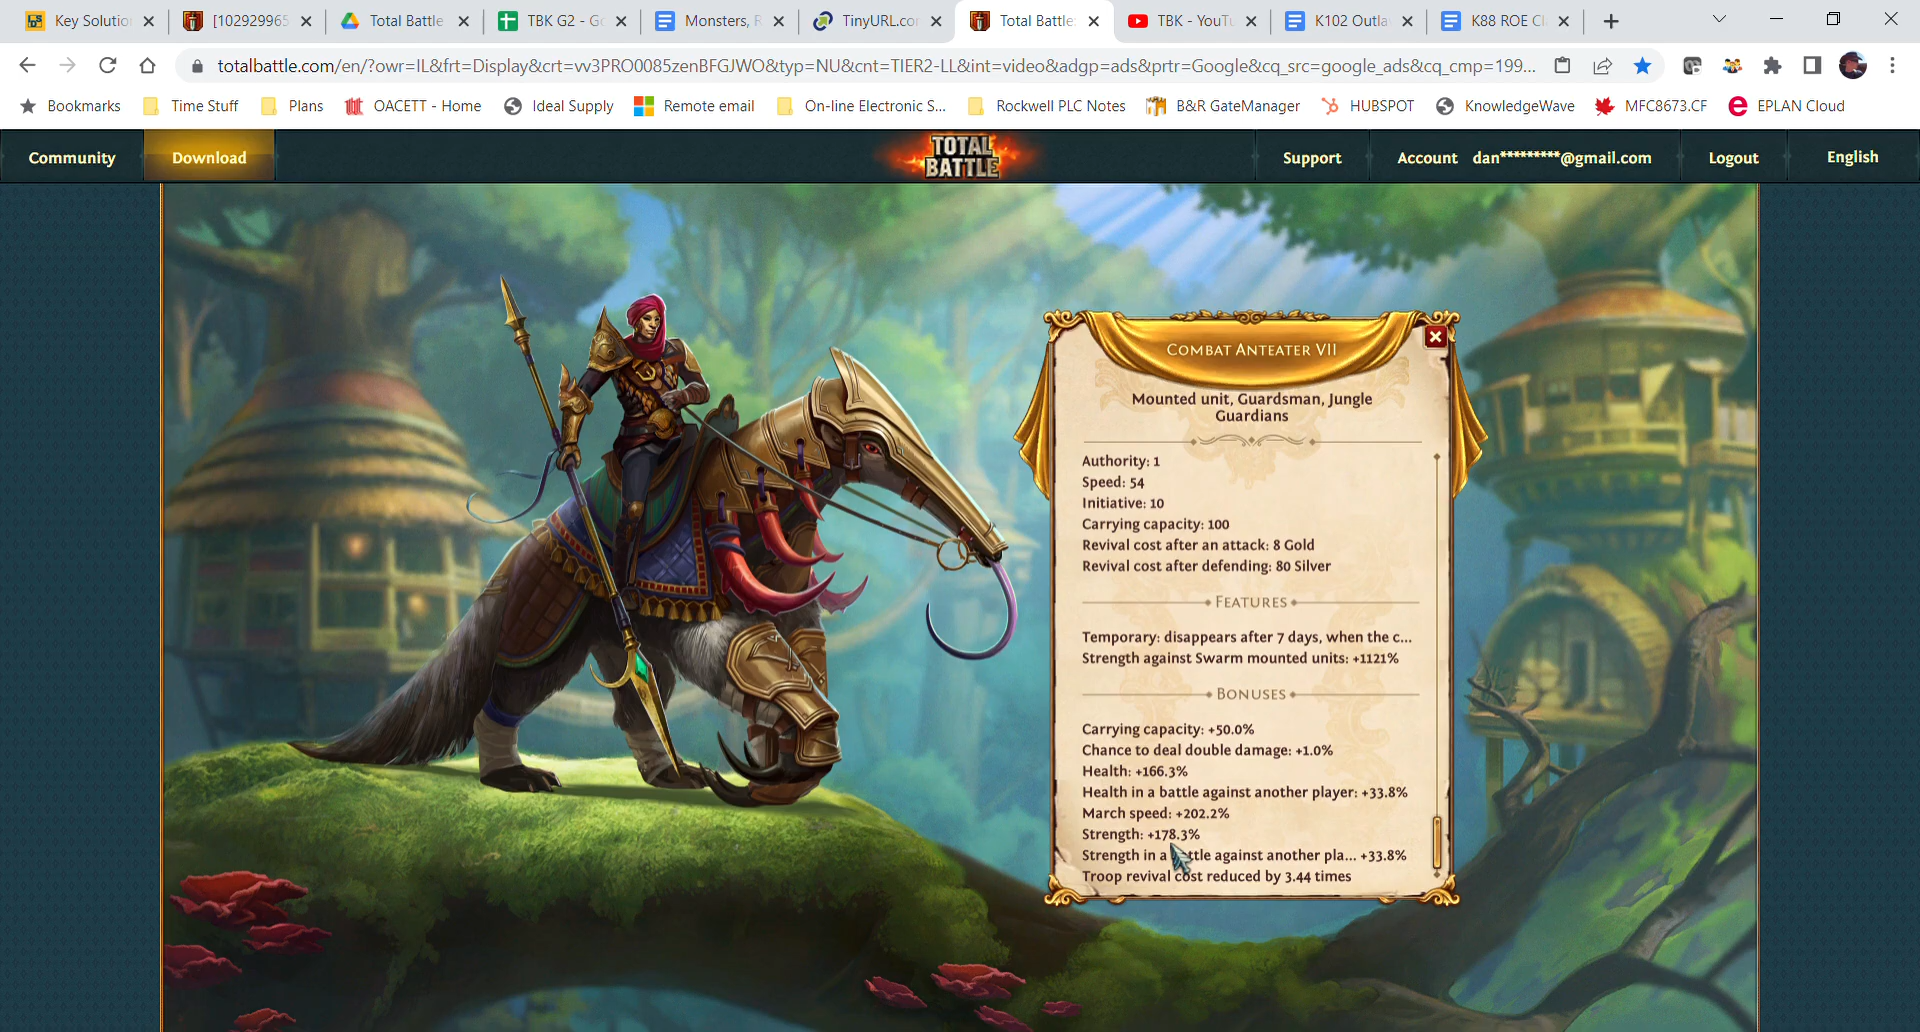 Key Solutio
[102929965
Total Battle
TBK G2 - Go
Monsters, R
TinyURL.co
Total Battle
TBK - YouTu
K102 Outla
K88 ROE Cl
totalbattle.com/en/?owr=IL&frt=Display&crt=vv3PRO0085zenBFGJWO&typ=NU&cnt=TIER2-LL&int=video&adgp=ads&prtr=Google&cq_src=google_ads&cq_cmp=199...
Bookmarks
Time Stuff
Plans
OACETT - Home
Ideal Supply
Remote email
On-line Electronic S...
Rockwell PLC Notes
B&R GateManager
HUBSPOT
KnowledgeWave
MFC8673.CF
EPLAN Cloud
Community
Download
TOTAL
BATTLE
Support
Account dan*********@gmail.com
Logout
English
COMBAT ANTEATER VII
Mounted unit, Guardsman, Jungle
Guardians
Authority: 1
Speed: 54
Initiative: 10
Carrying capacity: 100
Revival cost after an attack: 8 Gold
Revival cost after defending: 80 Silver
FEATURES
Temporary: disappears after 7 days, when the c...
Strength against Swarm mounted units: +1121%
BONUSES
Carrying capacity: +50.0%
Chance to deal double damage: +1.0%
Health: +166.3%
Health in a battle against another player: +33.8%
March speed: +202.2%
Strength: +178.3%
Strength in a battle against another pla... +33.8%
Troop revival cost reduced by 3.44 times